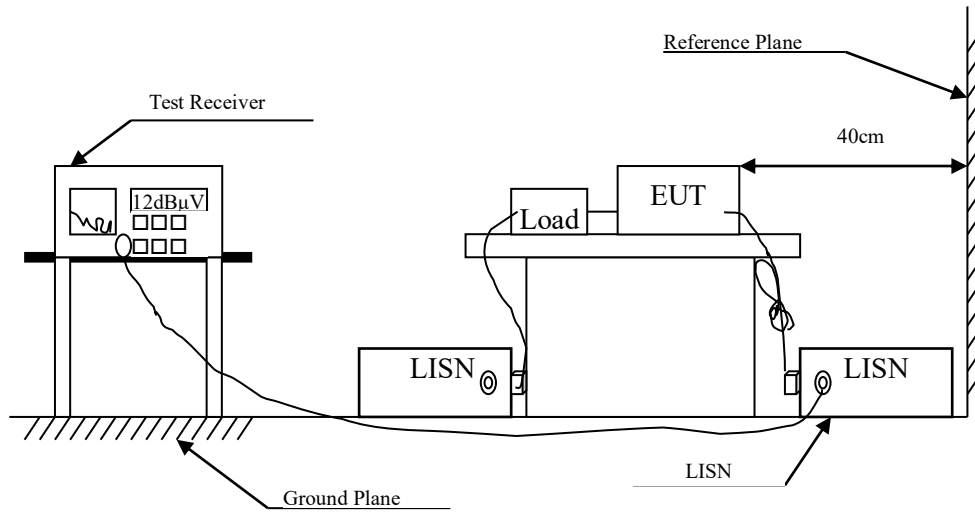 Reference Plane
Test Receiver
40cm
12dBµV
EUT
Load
LISN
LISN
LISN
Ground Plane